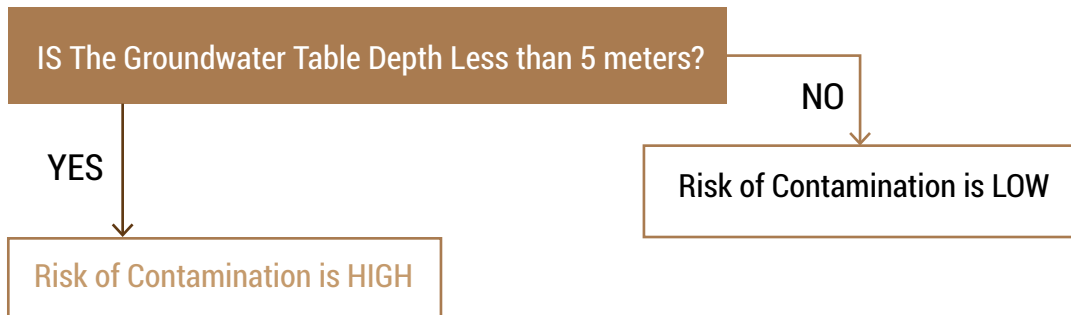 IS The Groundwater Table Depth Less than 5 meters?
NO
YES
Risk of Contamination is LOW
Risk of Contamination is HIGH